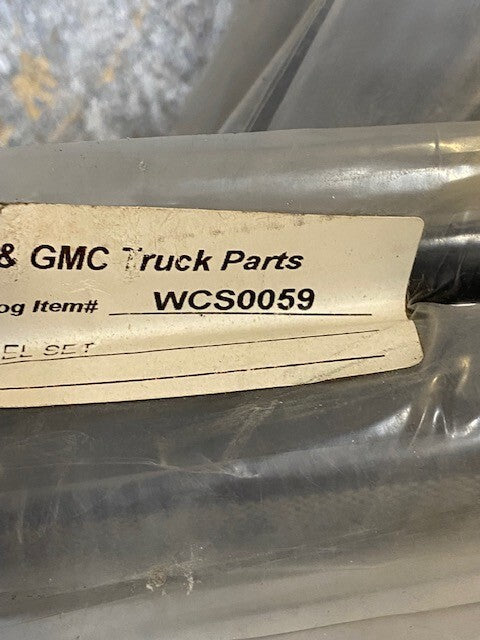 & GMC Truck Parts
og Item# WCS0059
EL SET